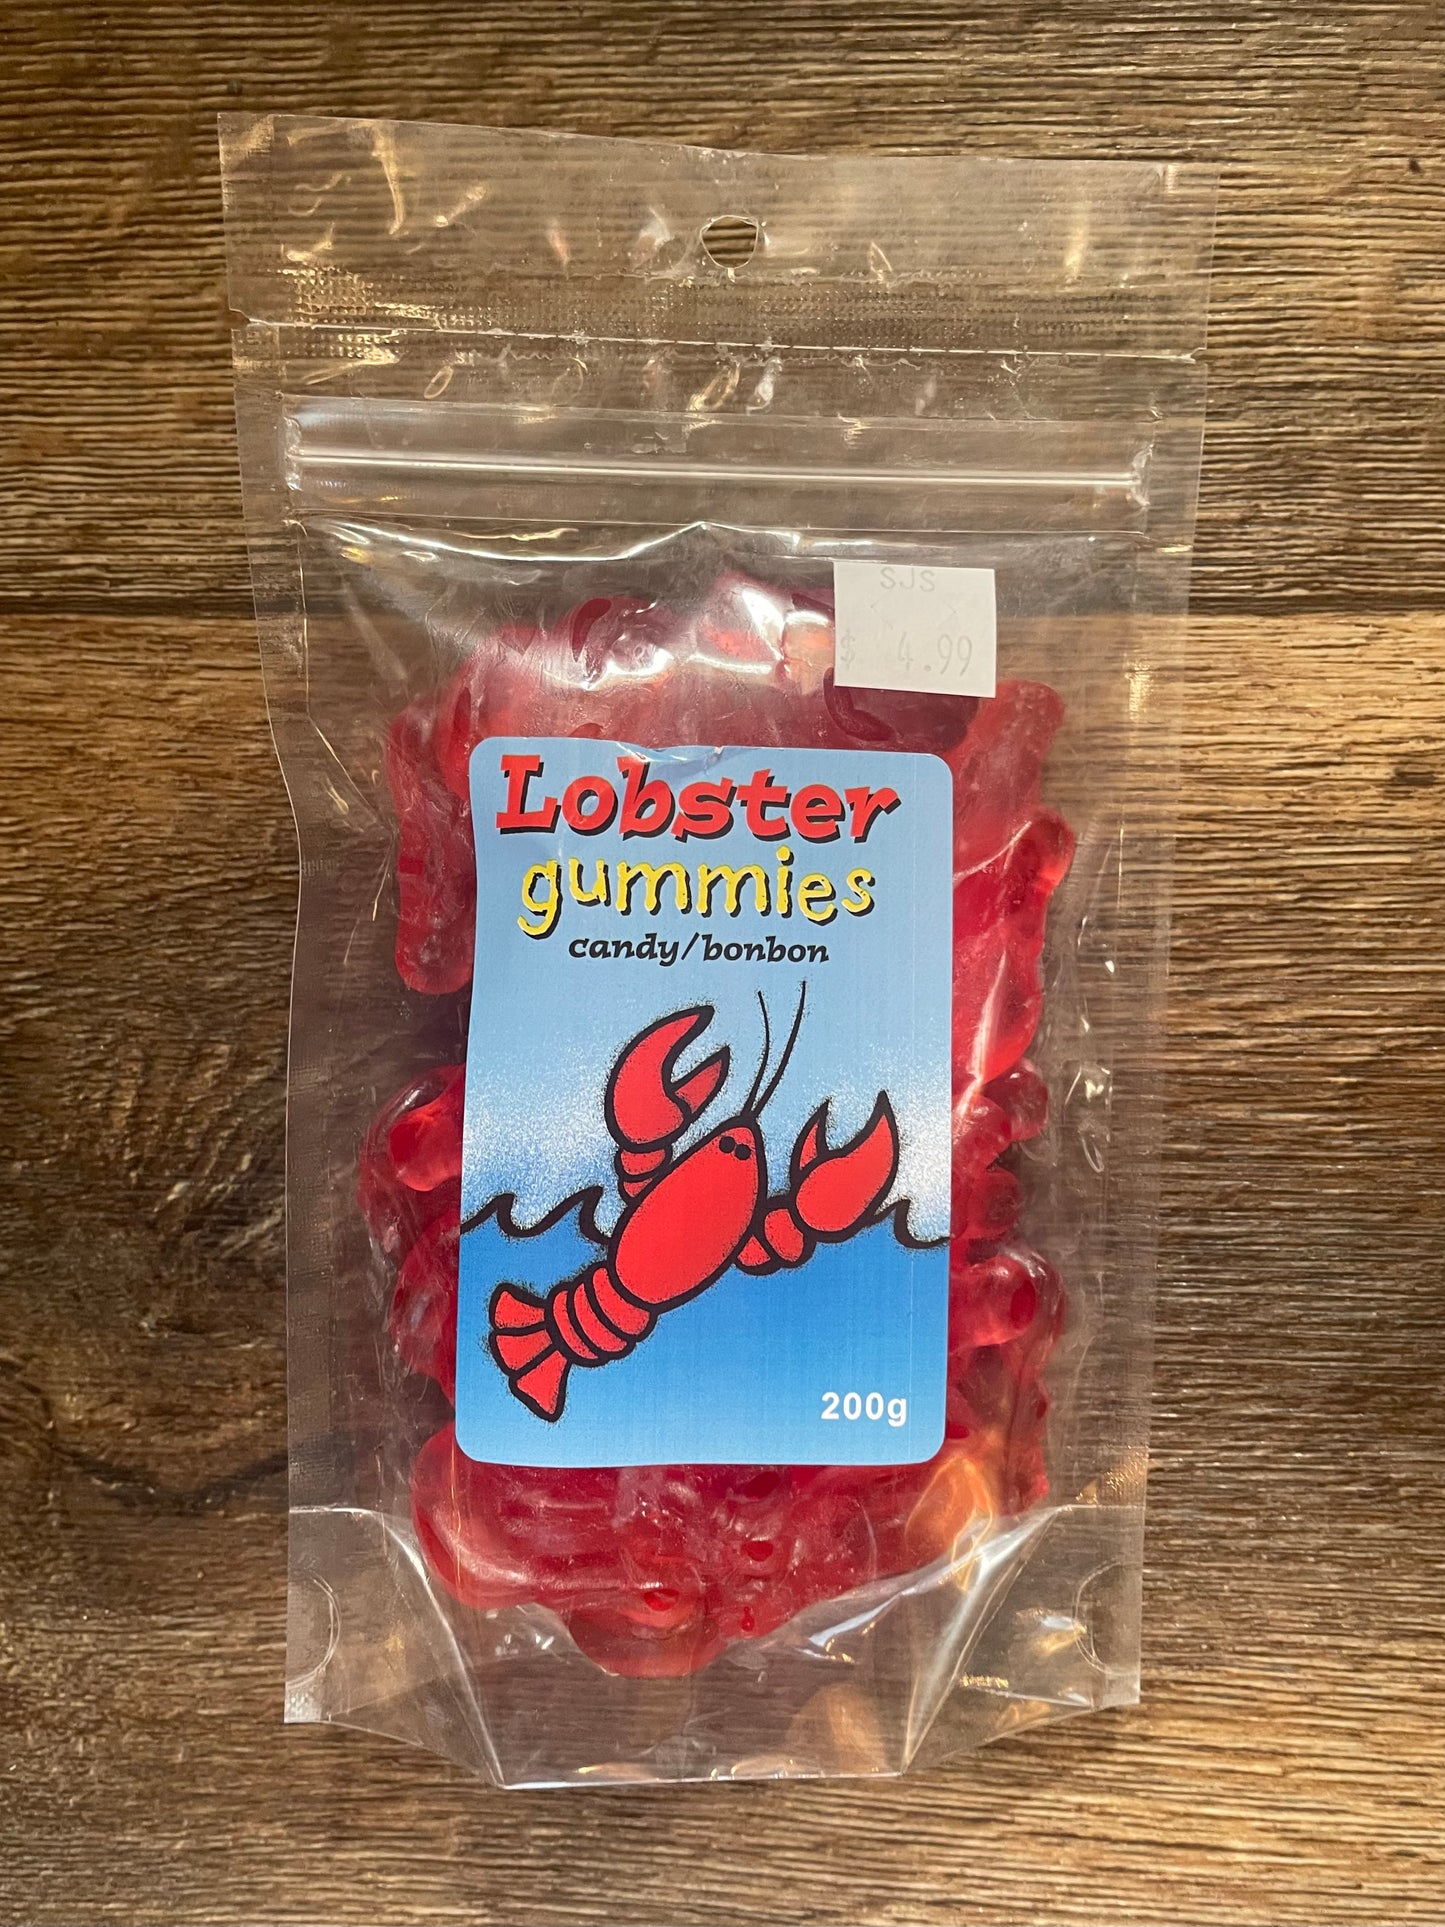 SJS
$ 4.99
Lobster
gummies
candy/bonbon
200g